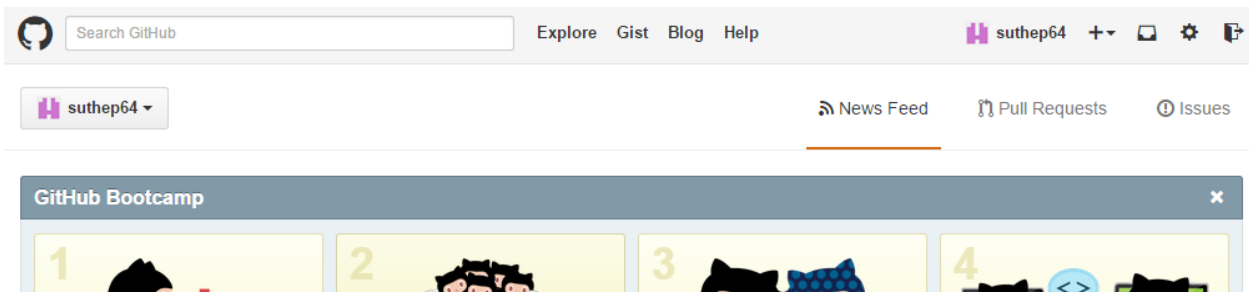 Search GitHub Explore Gist Blog Help suthep64
suthep64 News Feed Pull Requests Issues
GitHub Bootcamp
1 2 3 4
<>